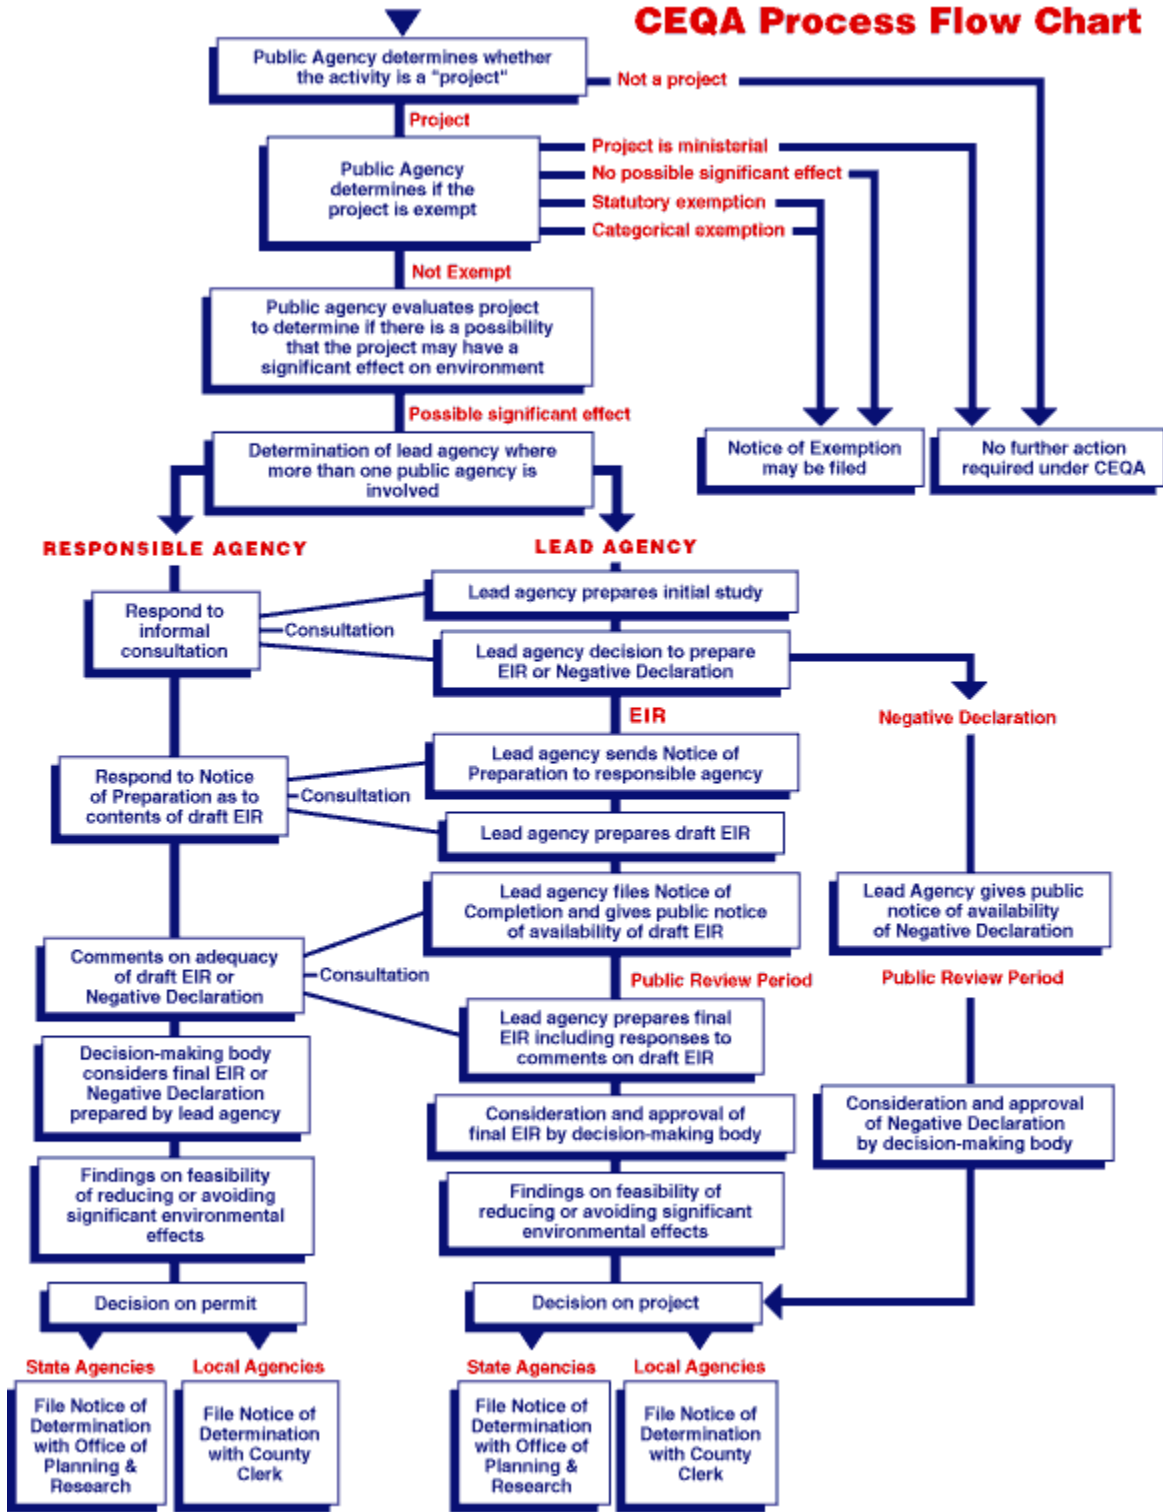 CEQA Process Flow Chart
Public Agency determines whether
the activity is a "project"
Not a project
Project
Public Agency
determines if the
project is exempt
Project is ministerial
No possible significant effect
Statutory exemption
Categorical exemption
Not Exempt
Public agency evaluates project
to determine if there is a possibility
that the project may have a
significant effect on environment
Possible significant effect
Notice of Exemption
may be filed
No further action
required under CEQA
Determination of lead agency where
more than one public agency is
involved
RESPONSIBLE AGENCY
LEAD AGENCY
Respond to
informal
consultation
Consultation
Lead agency prepares initial study
Lead agency decision to prepare
EIR or Negative Declaration
EIR
Negative Declaration
Respond to Notice
of Preparation as to
contents of draft EIR
Consultation
Lead agency sends Notice of
Preparation to responsible agency
Lead agency prepares draft EIR
Lead agency files Notice of
Completion and gives public notice
of availability of draft EIR
Lead Agency gives public
notice of availability
of Negative Declaration
Comments on adequacy
of draft EIR or
Negative Declaration
Consultation
Public Review Period
Public Review Period
Lead agency prepares final
EIR including responses to
comments on draft EIR
Decision-making body
considers final EIR or
Negative Declaration
prepared by lead agency
Consideration and approval of
final EIR by decision-making body
Consideration and approval
of Negative Declaration
by decision-making body
Findings on feasibility
of reducing or avoiding
significant environmental
effects
Findings on feasibility of
reducing or avoiding significant
environmental effects
Decision on permit
Decision on project
State Agencies
Local Agencies
State Agencies
Local Agencies
File Notice of
Determination
with Office of
Planning &
Research
File Notice of
Determination
with County
Clerk
File Notice of
Determination
with Office of
Planning &
Research
File Notice of
Determination
with County
Clerk